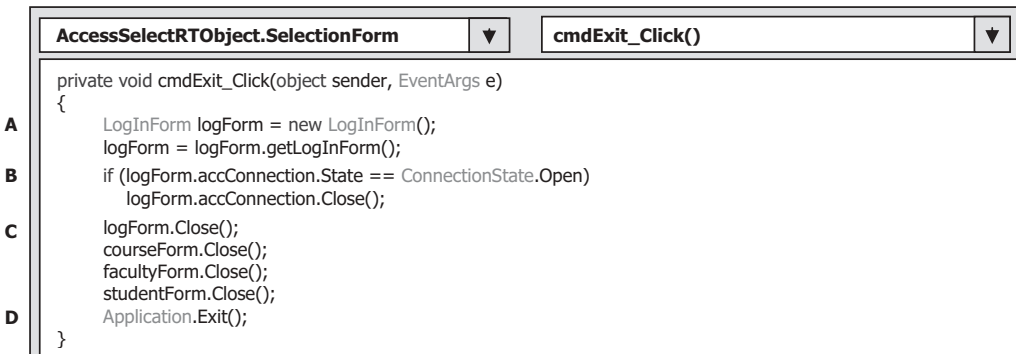 AccessSelectRTObject.SelectionForm cmdExit_Click()
private void cmdExit_Click(object sender, EventArgs e)
{
A LogInForm logForm = new LogInForm();
logForm = logForm.getLogInForm();
B if (logForm.accConnection.State == ConnectionState.Open)
logForm.accConnection.Close();
C logForm.Close();
courseForm.Close();
facultyForm.Close();
studentForm.Close();
D Application.Exit();
}